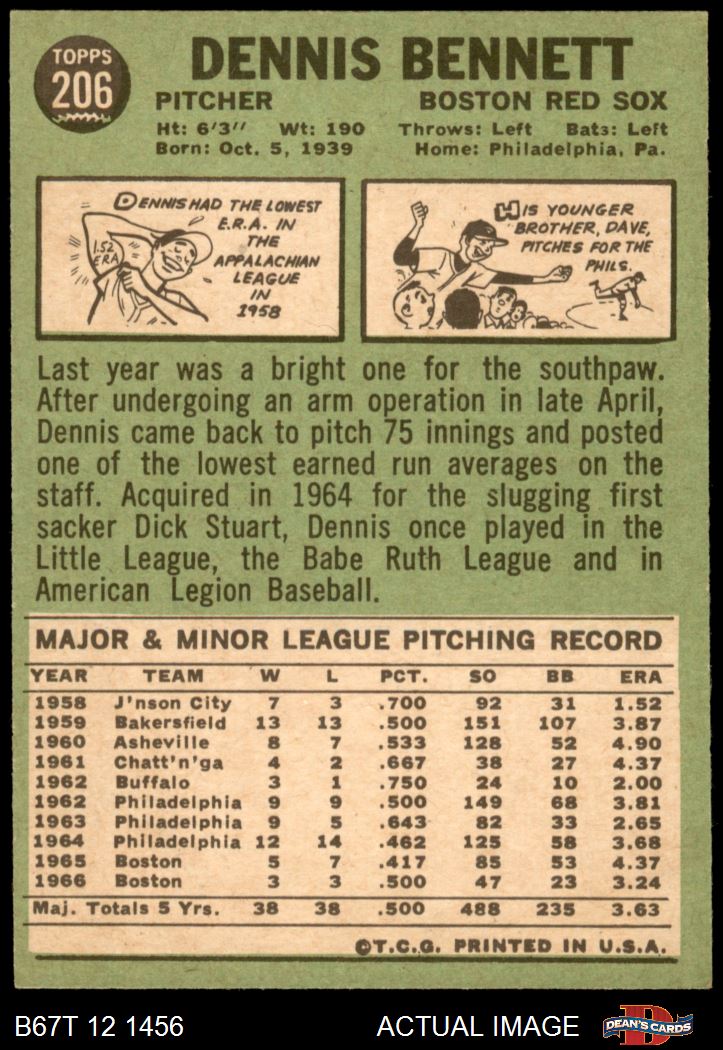 TOPPS
206
DENNIS BENNETT
PITCHER BOSTON RED SOX
Ht: 6'3" Wt: 190 Throws: Left Bats: Left
Born: Oct. 5, 1939 Home: Philadelphia, Pa.
DENNIS HAD THE LOWEST
E.R.A. IN
THE
APPALACHIAN
LEAGUE
IN
1958
1.52
ERA
HIS YOUNGER
BROTHER, DAVE,
PITCHES FOR THE
PHILS.
Last year was a bright one for the southpaw.
After undergoing an arm operation in late April,
Dennis came back to pitch 75 innings and posted
one of the lowest earned run averages on the
staff. Acquired in 1964 for the slugging first
sacker Dick Stuart, Dennis once played in the
Little League, the Babe Ruth League and in
American Legion Baseball.
MAJOR & MINOR LEAGUE PITCHING RECORD
YEAR TEAM W L PCT. SO BB ERA
1958 J'nson City 7 3 .700 92 31 1.52
1959 Bakersfield 13 13 .500 151 107 3.87
1960 Asheville 8 7 .533 128 52 4.90
1961 Chatt'n'ga 4 2 .667 38 27 4.37
1962 Buffalo 3 1 .750 24 10 2.00
1962 Philadelphia 9 9 .500 149 68 3.81
1963 Philadelphia 9 5 .643 82 33 2.65
1964 Philadelphia 12 14 .462 125 58 3.68
1965 Boston 5 7 .417 85 53 4.37
1966 Boston 3 3 .500 47 23 3.24
Maj. Totals 5 Yrs. 38 38 .500 488 235 3.63
©T.C.G. PRINTED IN U.S.A.
B67T 12 1456 ACTUAL IMAGE
D
DEAN'S CARDS